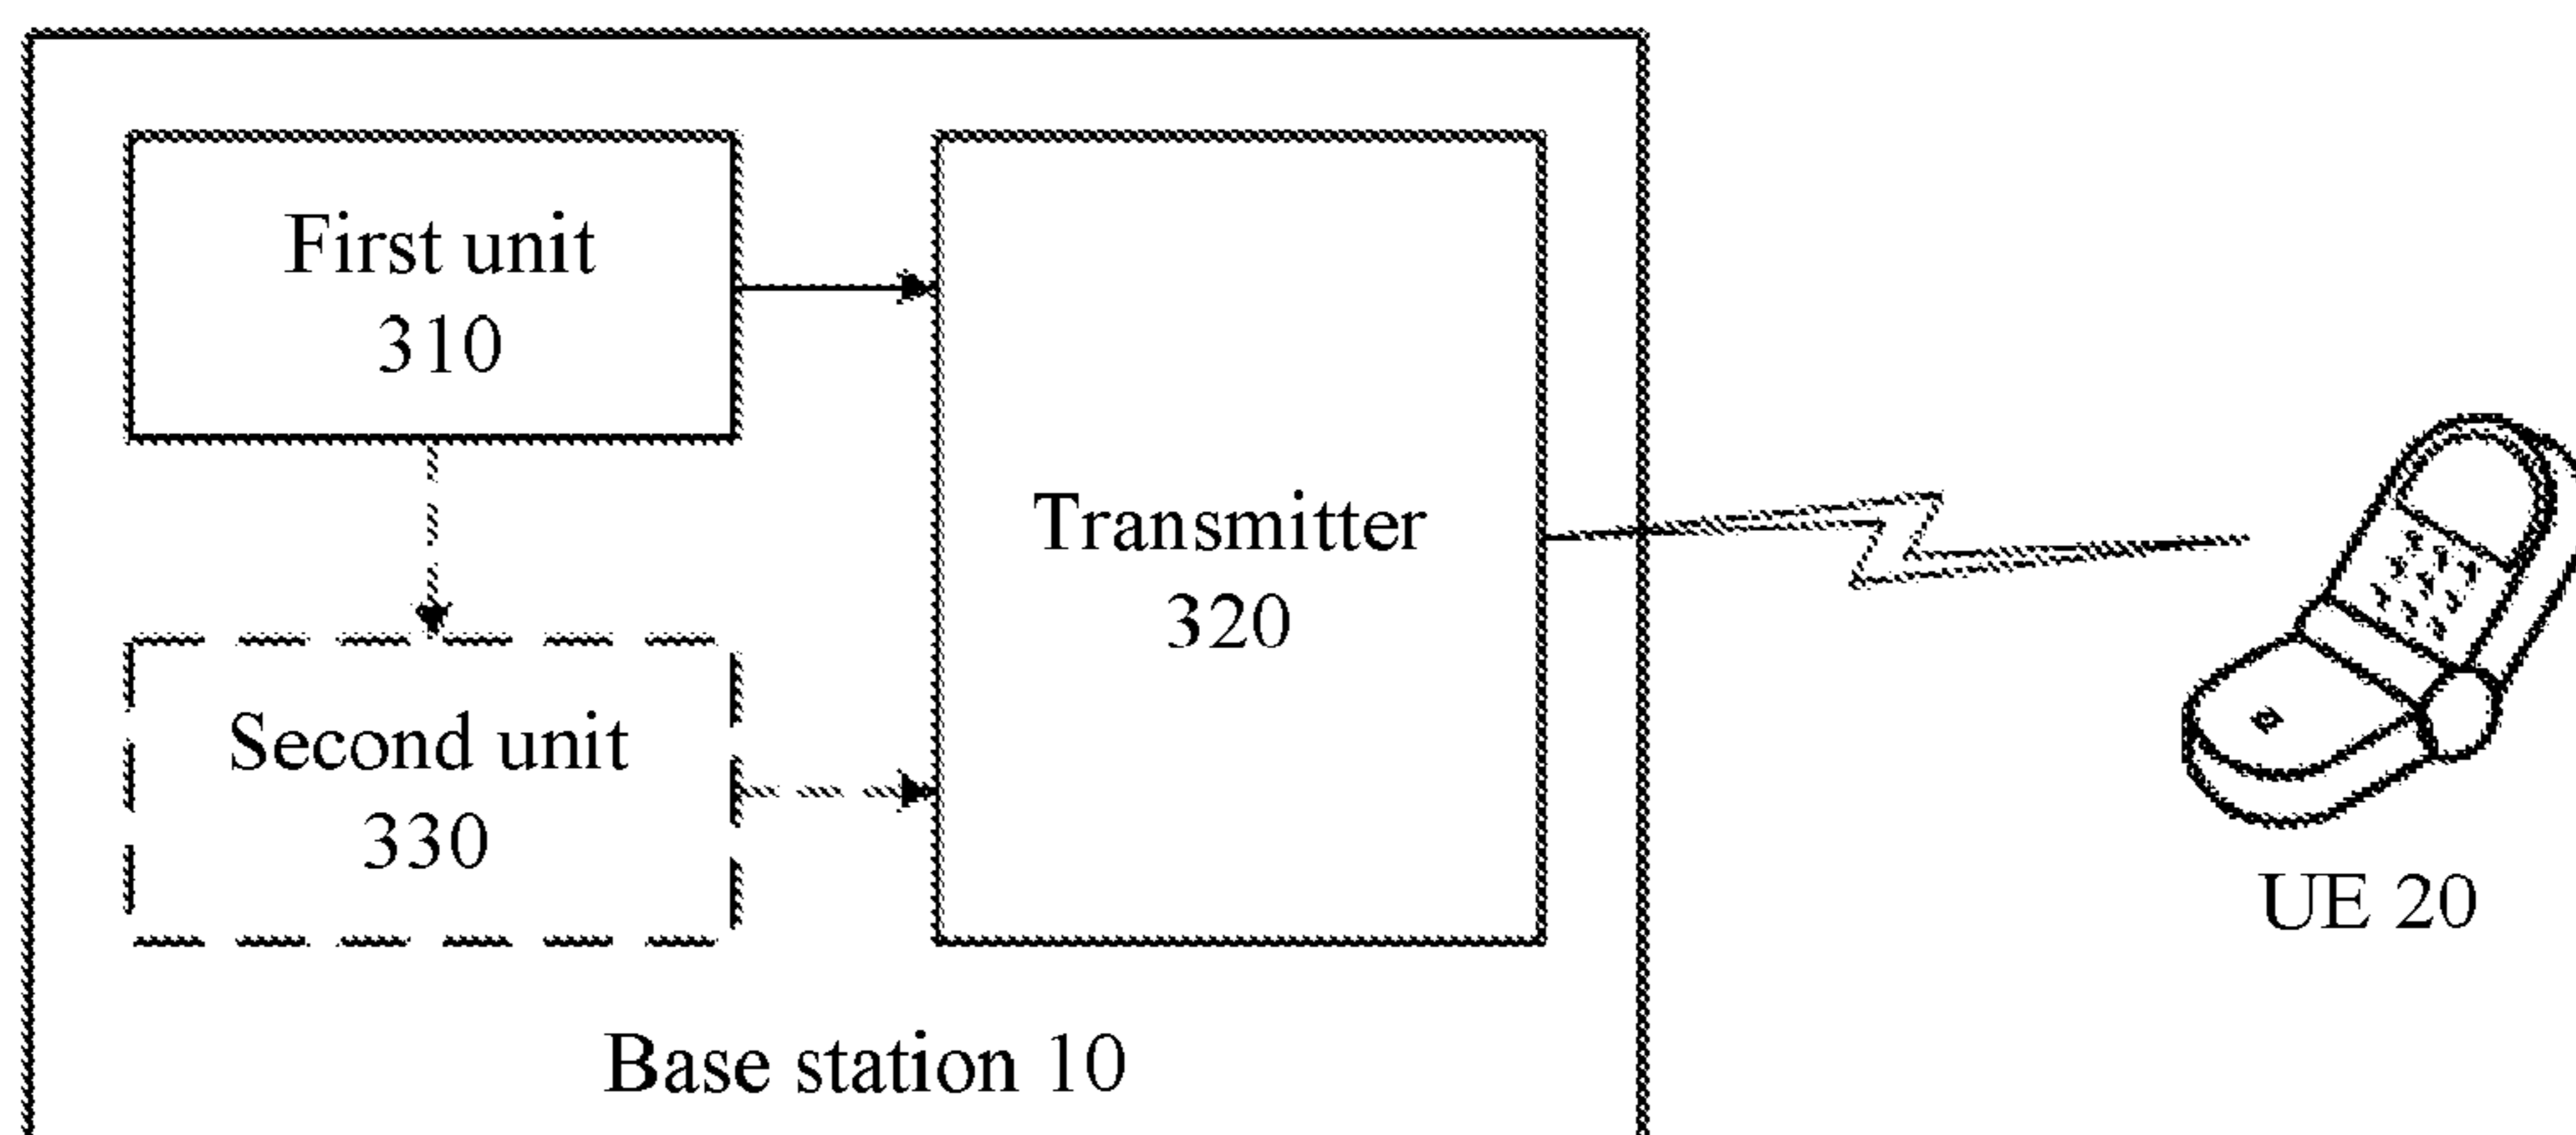 First unit
310
Transmitter
320
Second unit
330
UE 20
Base station 10